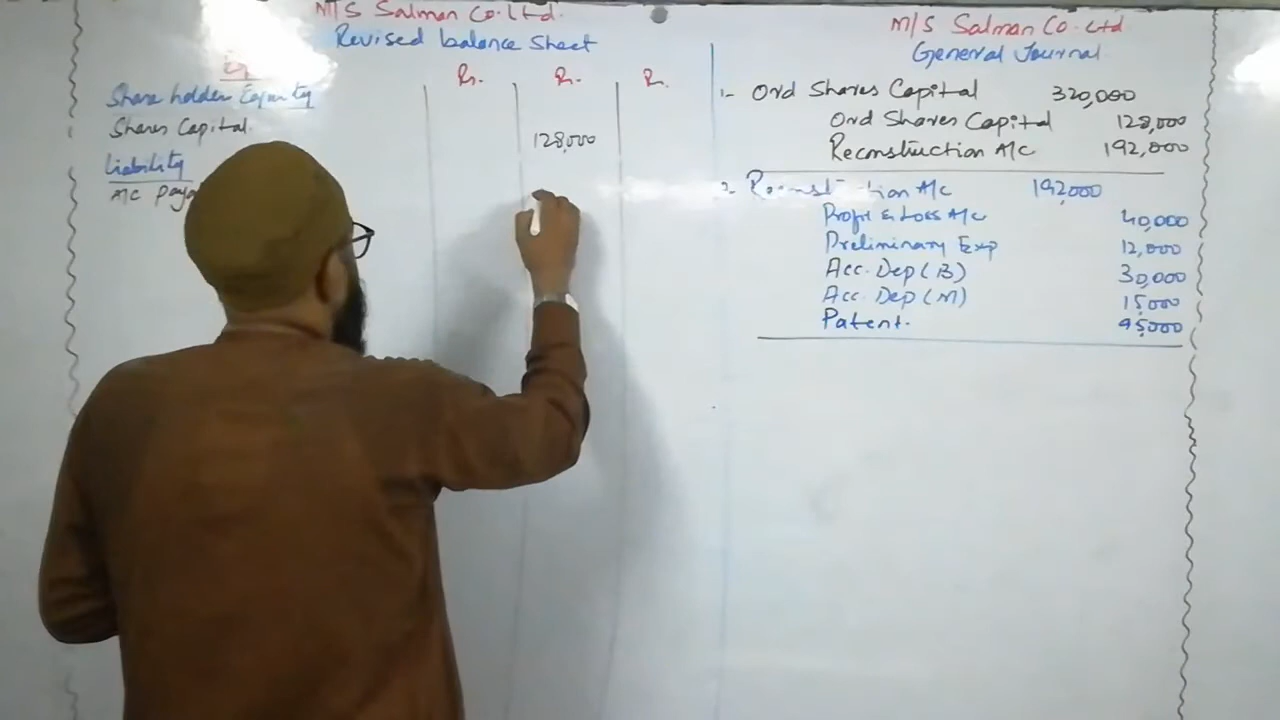 M/S Salman Co. Ltd.
Revised balance Sheet
Rs. Rs. Rs.
Share holder Equity
Shares Capital. 128,000
Liability
A/C
M/S Salman Co. Ltd
General Journal
1- Ord Shares Capital 320,000
Ord Shares Capital 128,000
Reconstruction A/c 192,000
2- A/c 192,000
Profit & Loss A/c 40,000
Preliminary Exp 12,000
Acc. Dep (B) 30,000
Acc. Dep (M) 15,000
Patent. 95,000